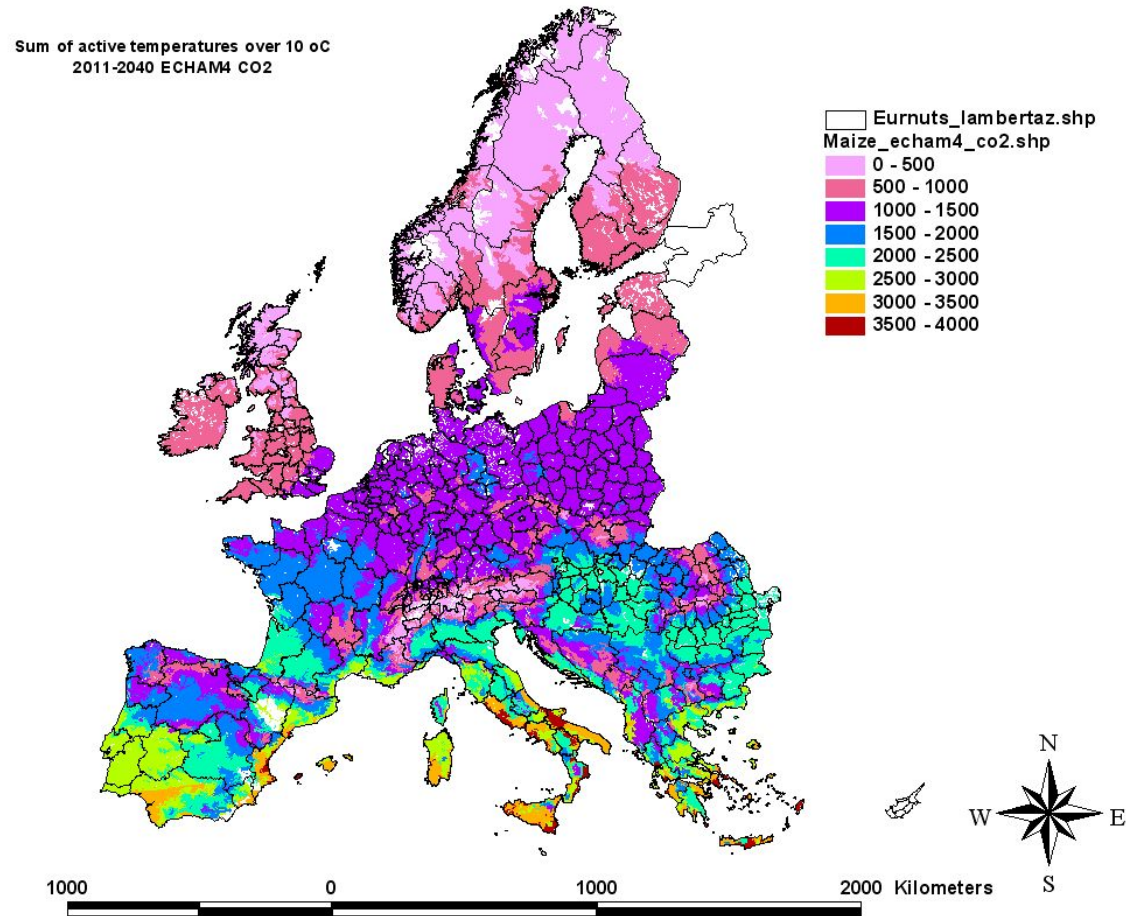 Sum of active temperatures over 10 oC
2011-2040 ECHAM4 CO2
Eurnuts_lambertaz.shp
Maize_echam4_co2.shp
0 - 500
500 - 1000
1000 - 1500
1500 - 2000
2000 - 2500
2500 - 3000
3000 - 3500
3500 - 4000
N
W E
S
1000 0 1000 2000 Kilometers